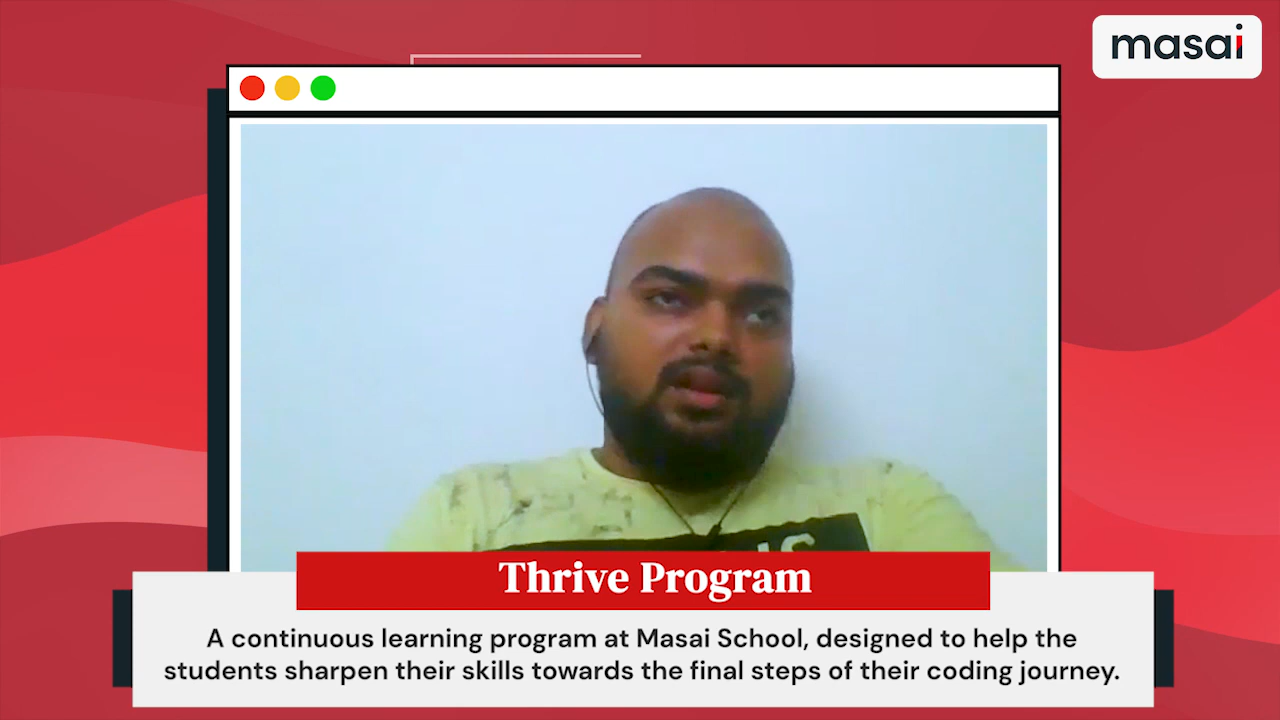 masai
Thrive Program
A continuous learning program at Masai School, designed to help the
students sharpen their skills towards the final steps of their coding journey.